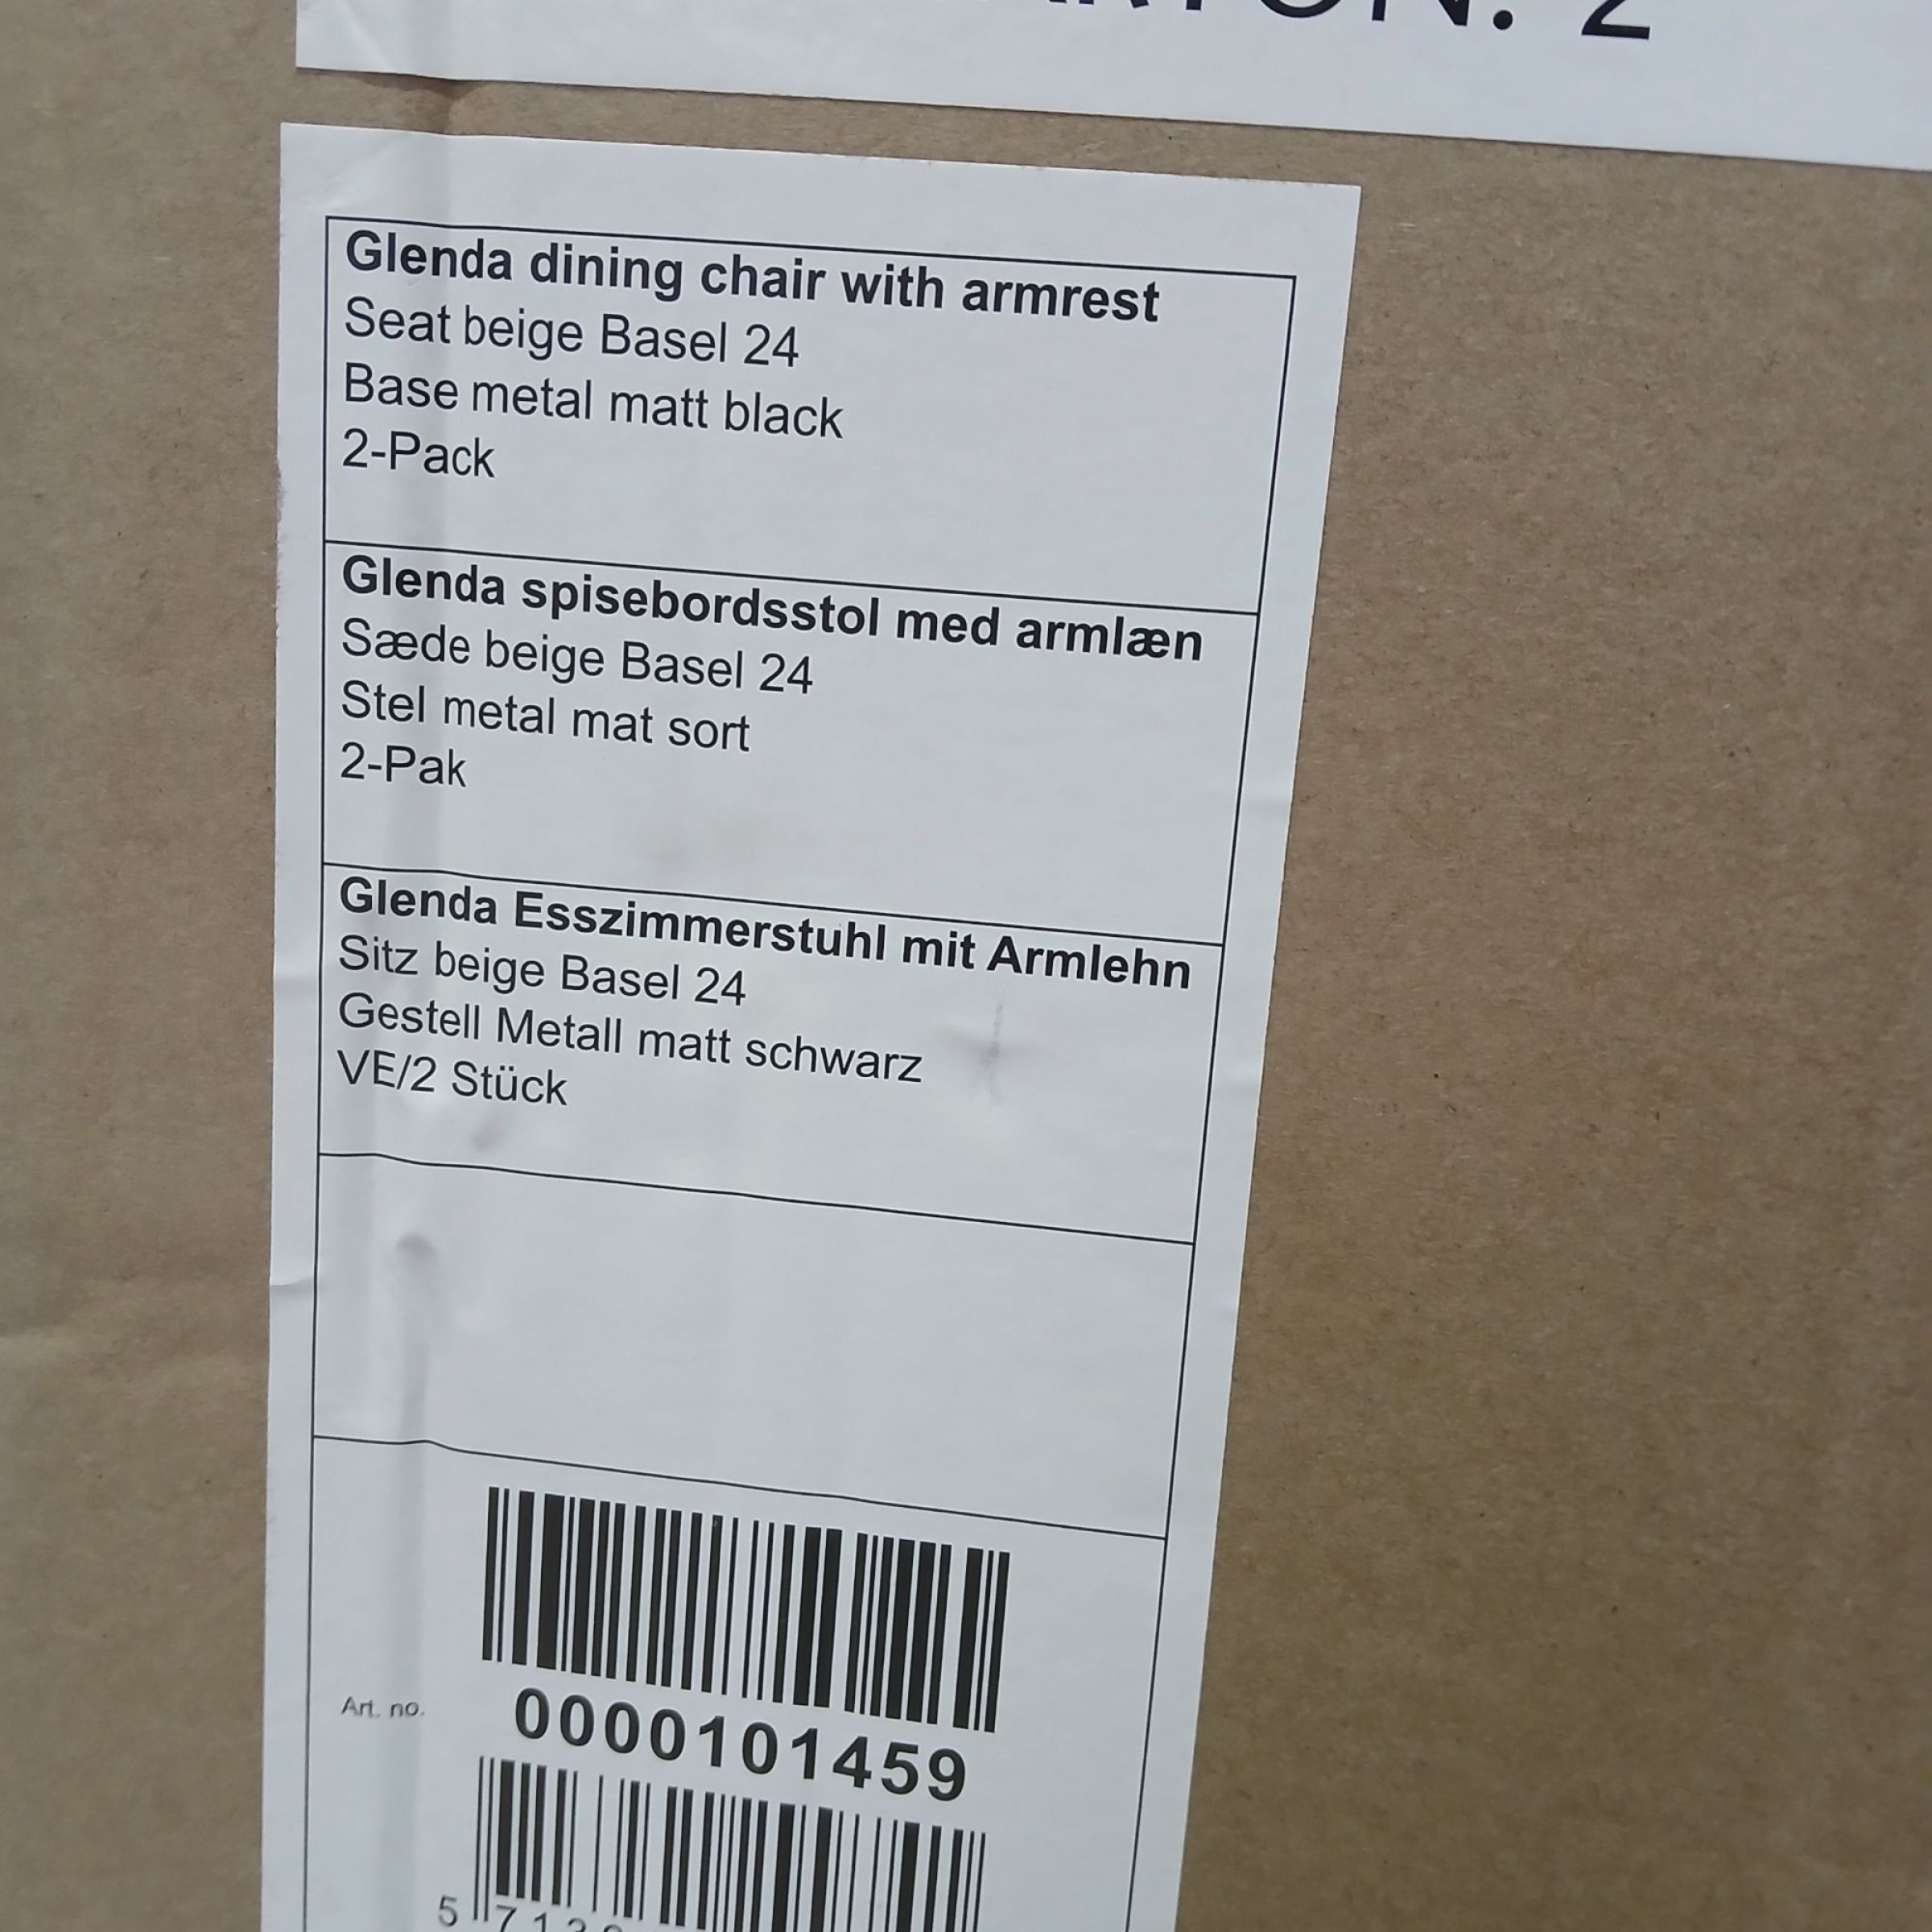 2
Glenda dining chair with armrest
Seat beige Basel 24
Base metal matt black
2-Pack
Glenda spisebordsstol med armlæn
Sæde beige Basel 24
Stel metal mat sort
2-Pak
Glenda Esszimmerstuhl mit Armlehn
Sitz beige Basel 24
Gestell Metall matt schwarz
VE/2 Stück
Art. no.
0000101459